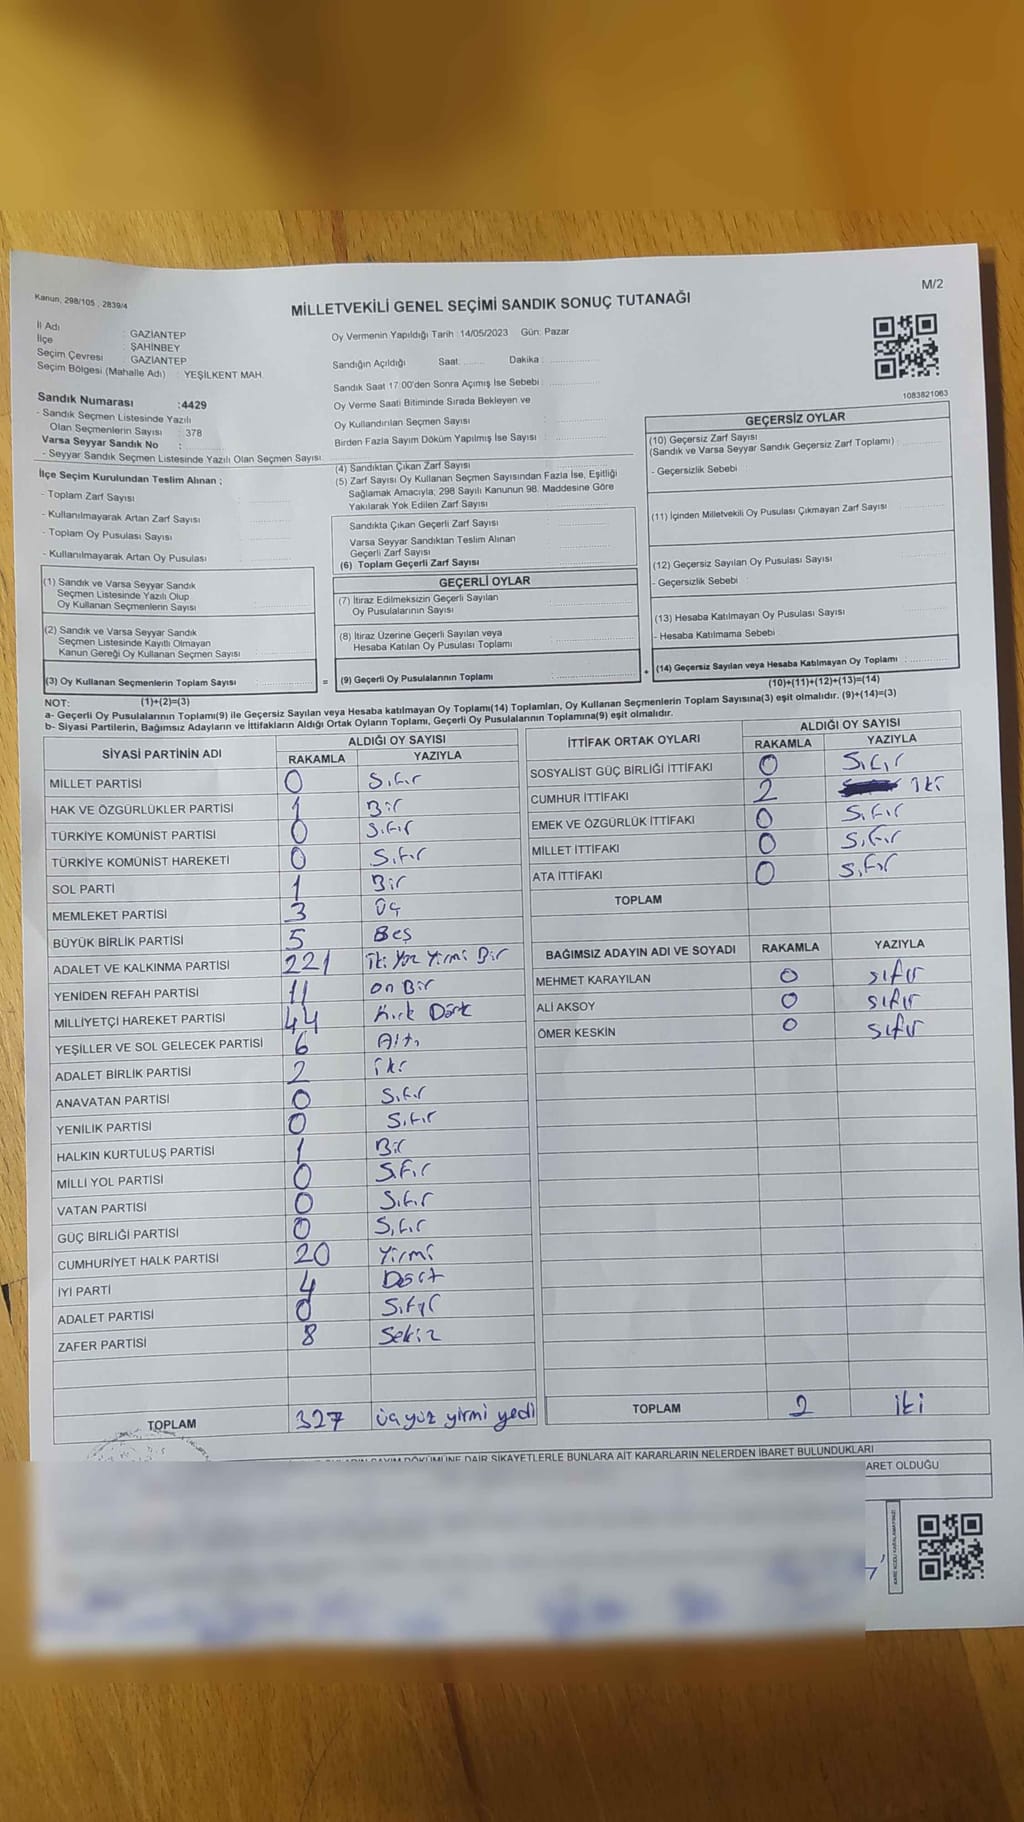 Kanun, 298/105 , 2839/4
M/2
MİLLETVEKİLİ GENEL SEÇİMİ SANDIK SONUÇ TUTANAĞI
İl Adı : GAZİANTEP
İlçe : ŞAHİNBEY
Seçim Çevresi : GAZİANTEP
Seçim Bölgesi (Mahalle Adı) : YEŞİLKENT MAH.
Sandık Numarası :4429
- Sandık Seçmen Listesinde Yazılı
Olan Seçmenlerin Sayısı : 378
Varsa Seyyar Sandık No :
- Seyyar Sandık Seçmen Listesinde Yazılı Olan Seçmen Sayısı:
Oy Vermenin Yapıldığı Tarih :14/05/2023 Gün: Pazar
Sandığın Açıldığı Saat: Dakika :
Sandık Saat 17:00'den Sonra Açımış İse Sebebi :
Oy Verme Saati Bitiminde Sırada Bekleyen ve
Oy Kullandırılan Seçmen Sayısı :
Birden Fazla Sayım Döküm Yapılmış İse Sayısı :
1083821063
İlçe Seçim Kurulundan Teslim Alınan ;
- Toplam Zarf Sayısı
- Kullanılmayarak Artan Zarf Sayısı
- Toplam Oy Pusulası Sayısı
- Kullanılmayarak Artan Oy Pusulası
(4) Sandıktan Çıkan Zarf Sayısı
(5) Zarf Sayısı Oy Kullanan Seçmen Sayısından Fazla İse, Eşitliği
Sağlamak Amacıyla, 298 Sayılı Kanunun 98. Maddesine Göre
Yakılarak Yok Edilen Zarf Sayısı
Sandıkta Çıkan Geçerli Zarf Sayısı
Varsa Seyyar Sandıktan Teslim Alınan
Geçerli Zarf Sayısı
(6) Toplam Geçerli Zarf Sayısı
GEÇERSİZ OYLAR
(10) Geçersiz Zarf Sayısı
(Sandık ve Varsa Seyyar Sandık Geçersiz Zarf Toplamı) :
- Geçersizlik Sebebi :
(11) İçinden Milletvekili Oy Pusulası Çıkmayan Zarf Sayısı :
(12) Geçersiz Sayılan Oy Pusulası Sayısı
- Geçersizlik Sebebi :
(13) Hesaba Katılmayan Oy Pusulası Sayısı
- Hesaba Katılmama Sebebi
(1) Sandık ve Varsa Seyyar Sandık
Seçmen Listesinde Yazılı Olup
Oy Kullanan Seçmenlerin Sayısı
(2) Sandık ve Varsa Seyyar Sandık
Seçmen Listesinde Kayıtlı Olmayan
Kanun Gereği Oy Kullanan Seçmen Sayısı
GEÇERLİ OYLAR
(7) İtiraz Edilmeksizin Geçerli Sayılan
Oy Pusulalarının Sayısı
(8) İtiraz Üzerine Geçerli Sayılan veya
Hesaba Katılan Oy Pusulası Toplamı
(3) Oy Kullanan Seçmenlerin Toplam Sayısı = (9) Geçerli Oy Pusulalarının Toplamı + (14) Geçersiz Sayılan veya Hesaba Katılmayan Oy Toplamı :
NOT: (1)+(2)=(3) (10)+(11)+(12)+(13)=(14)
a- Geçerli Oy Pusulalarının Toplamı(9) ile Geçersiz Sayılan veya Hesaba katılmayan Oy Toplamı(14) Toplamları, Oy Kullanan Seçmenlerin Toplam Sayısına(3) eşit olmalıdır. (9)+(14)=(3)
b- Siyasi Partilerin, Bağımsız Adayların ve İttifakların Aldığı Ortak Oyların Toplamı, Geçerli Oy Pusulalarının Toplamına(9) eşit olmalıdır.
SİYASİ PARTİNİN ADI ALDIĞI OY SAYISI
RAKAMLA YAZIYLA
MİLLET PARTİSİ 0 Sıfır
HAK VE ÖZGÜRLÜKLER PARTİSİ 1 Bir
TÜRKİYE KOMÜNİST PARTİSİ 0 Sıfır
TÜRKİYE KOMÜNİST HAREKETİ 0 Sıfır
SOL PARTİ 1 Bir
MEMLEKET PARTİSİ 3 Üç
BÜYÜK BİRLİK PARTİSİ 5 Beş
ADALET VE KALKINMA PARTİSİ 221 İki Yüz Yirmi Bir
YENİDEN REFAH PARTİSİ 11 On Bir
MİLLİYETÇİ HAREKET PARTİSİ 44 Kırk Dört
YEŞİLLER VE SOL GELECEK PARTİSİ 6 Altı
ADALET BİRLİK PARTİSİ 2 İki
ANAVATAN PARTİSİ 0 Sıfır
YENİLİK PARTİSİ 0 Sıfır
HALKIN KURTULUŞ PARTİSİ 1 Bir
MİLLİ YOL PARTİSİ 0 Sıfır
VATAN PARTİSİ 0 Sıfır
GÜÇ BİRLİĞİ PARTİSİ 0 Sıfır
CUMHURİYET HALK PARTİSİ 20 Yirmi
İYİ PARTİ 4 Dört
ADALET PARTİSİ 0 Sıfır
ZAFER PARTİSİ 8 Sekiz
TOPLAM 327 üçyüz yirmi yedi
İTTİFAK ORTAK OYLARI ALDIĞI OY SAYISI
RAKAMLA YAZIYLA
SOSYALİST GÜÇ BİRLİĞİ İTTİFAKI 0 Sıfır
CUMHUR İTTİFAKI 2 iki
EMEK VE ÖZGÜRLÜK İTTİFAKI 0 Sıfır
MİLLET İTTİFAKI 0 Sıfır
ATA İTTİFAKI 0 Sıfır
TOPLAM
BAĞIMSIZ ADAYIN ADI VE SOYADI RAKAMLA YAZIYLA
MEHMET KARAYILAN 0 sıfır
ALİ AKSOY 0 sıfır
ÖMER KESKİN 0 sıfır
TOPLAM 2 iki
DÖKÜMÜNE DAİR ŞİKAYETLERLE BUNLARA AİT KARARLARIN NELERDEN İBARET BULUNDUKLARI
ARET OLDUĞU